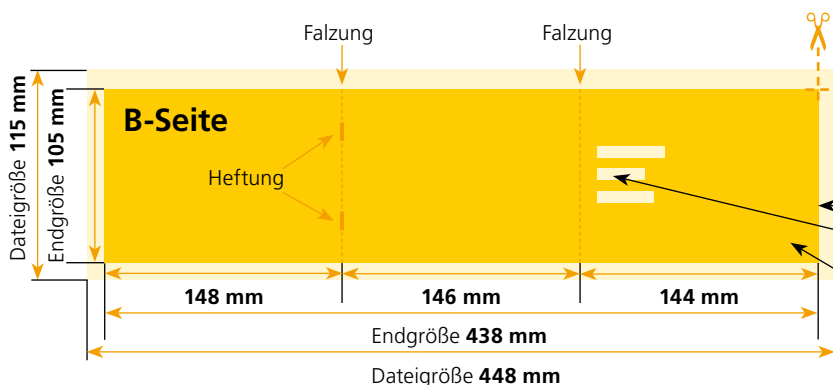 Falzung
Falzung
Dateigröße 115 mm
Endgröße 105 mm
B-Seite
Heftung
148 mm
146 mm
144 mm
Endgröße 438 mm
Dateigröße 448 mm